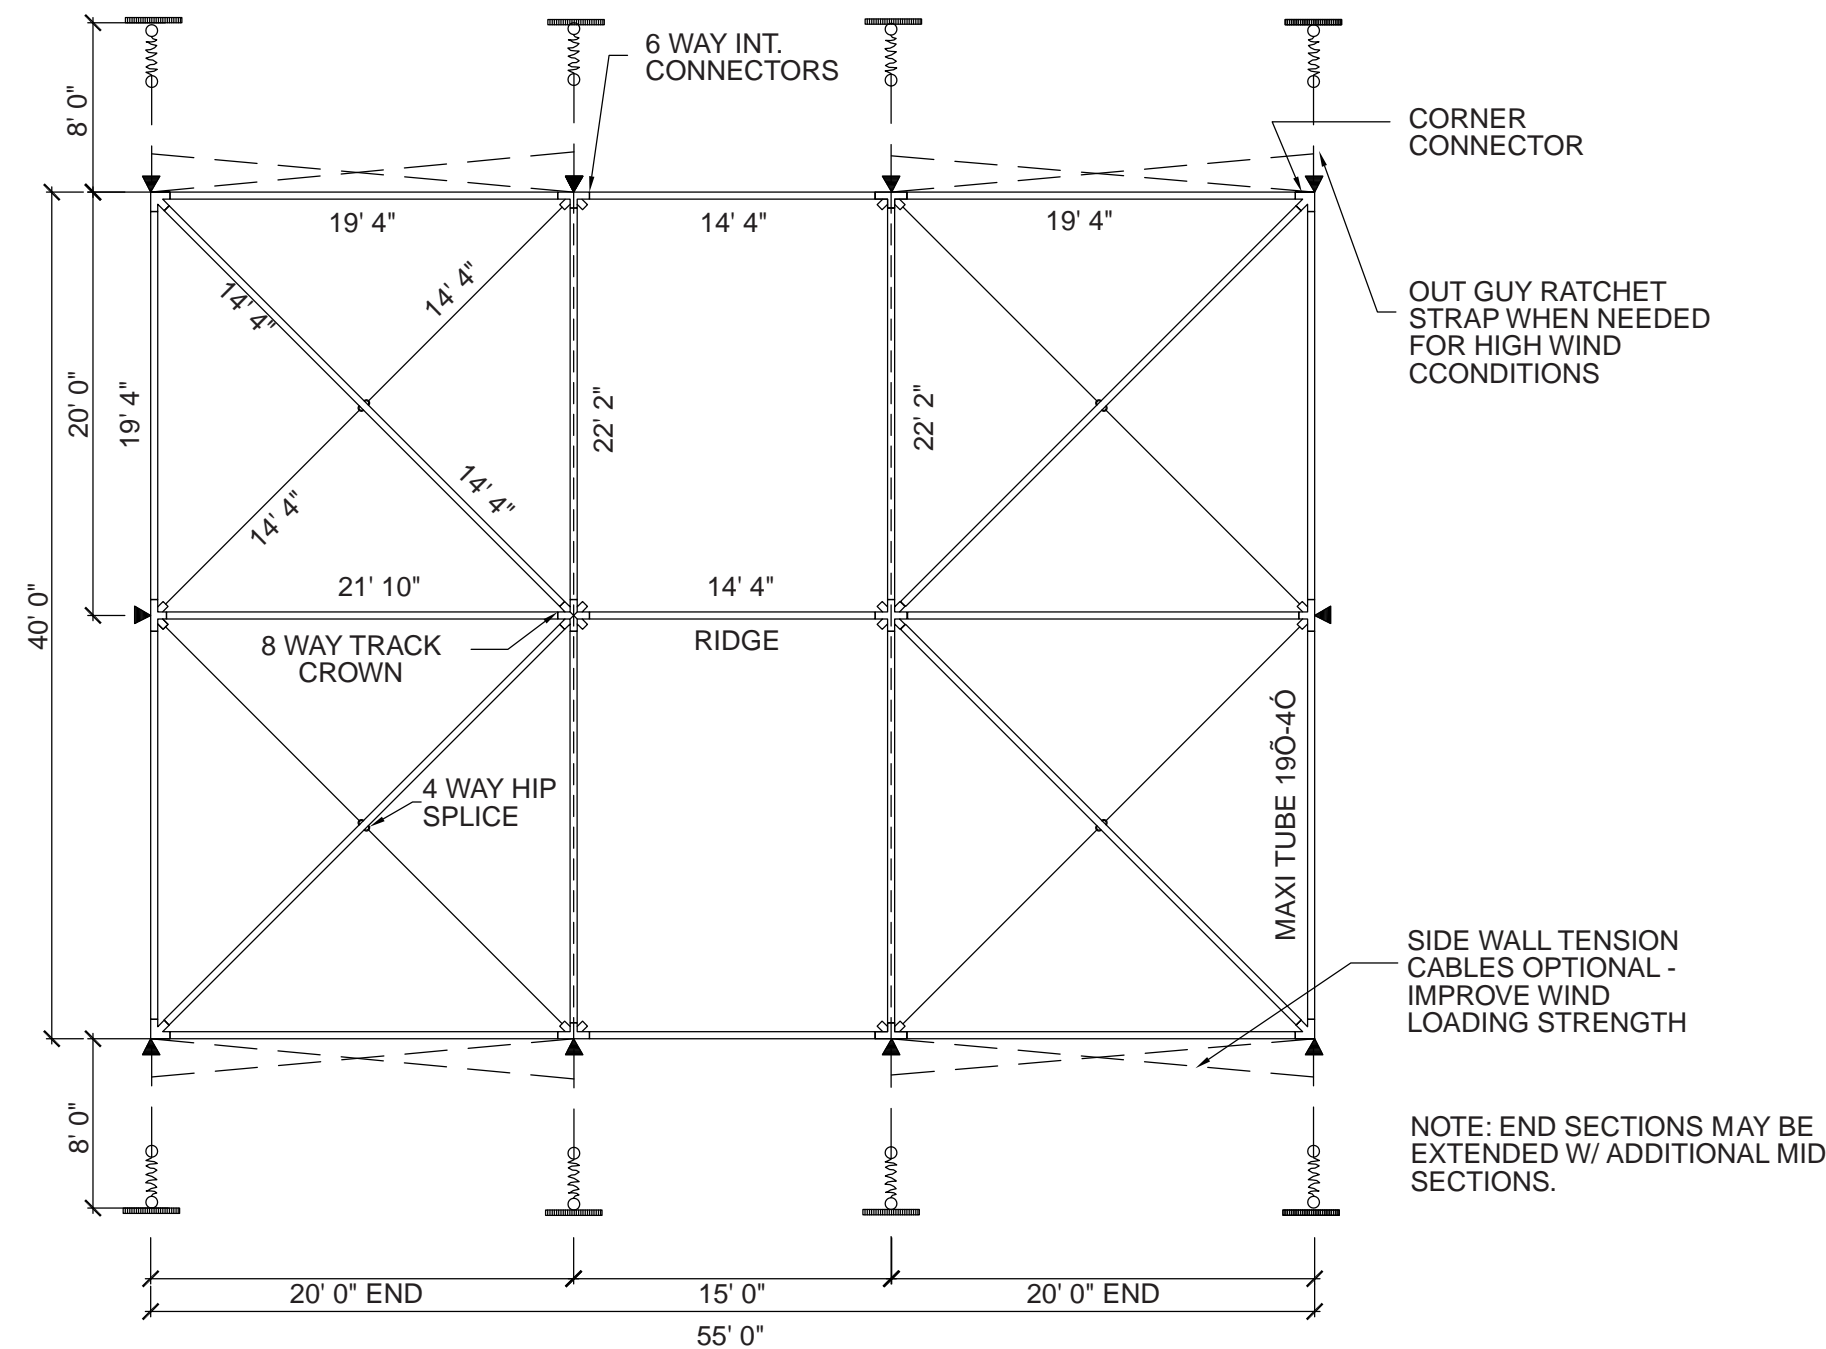 6 WAY INT.
CONNECTORS
CORNER
CONNECTOR
8' 0"
19' 4"
14' 4"
19' 4"
14' 4"
14' 4"
OUT GUY RATCHET
STRAP WHEN NEEDED
FOR HIGH WIND
CCONDITIONS
20' 0"
19' 4"
22' 2"
22' 2"
14' 4"
14' 4"
21' 10"
14' 4"
40' 0"
RIDGE
8 WAY TRACK
CROWN
MAXI TUBE 19Õ-4Ó
4 WAY HIP
SPLICE
SIDE WALL TENSION
CABLES OPTIONAL -
IMPROVE WIND
LOADING STRENGTH
8' 0"
NOTE: END SECTIONS MAY BE
EXTENDED W/ ADDITIONAL MID
SECTIONS.
20' 0" END
15' 0"
20' 0" END
55' 0"